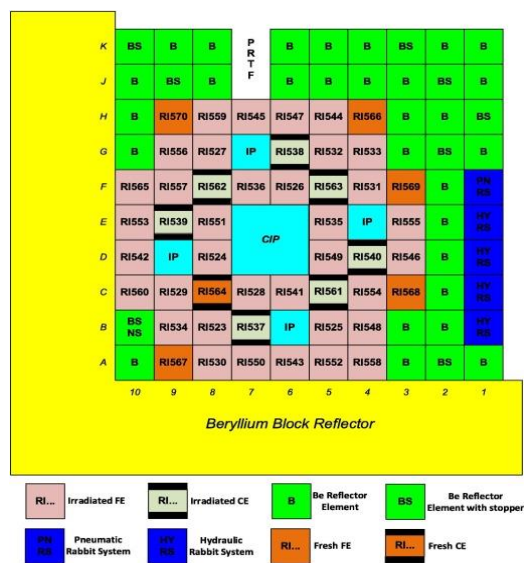 K BS B B P R T F B B B BS B B
J B BS B B B B B BS B
H B RI570 RI559 RI545 RI547 RI544 RI566 B B BS
G B RI556 RI527 IP RI538 RI532 RI533 B BS B
F RI565 RI557 RI562 RI536 RI526 RI563 RI531 RI569 B PN RS
E RI553 RI539 RI551 CIP RI535 IP RI555 B HY RS
D RI542 IP RI524 RI549 RI540 RI546 B HY RS
C RI560 RI529 RI564 RI528 RI541 RI561 RI554 RI568 B HY RS
B BS NS RI534 RI523 RI537 IP RI525 RI548 B B HY RS
A B RI567 RI530 RI550 RI543 RI552 RI558 B BS B
10 9 8 7 6 5 4 3 2 1
Beryllium Block Reflector
RI... Irradiated FE RI... Irradiated CE B Be Reflector Element BS Be Reflector Element with stopper
PN RS Pneumatic Rabbit System HY RS Hydraulic Rabbit System RI... Fresh FE RI... Fresh CE